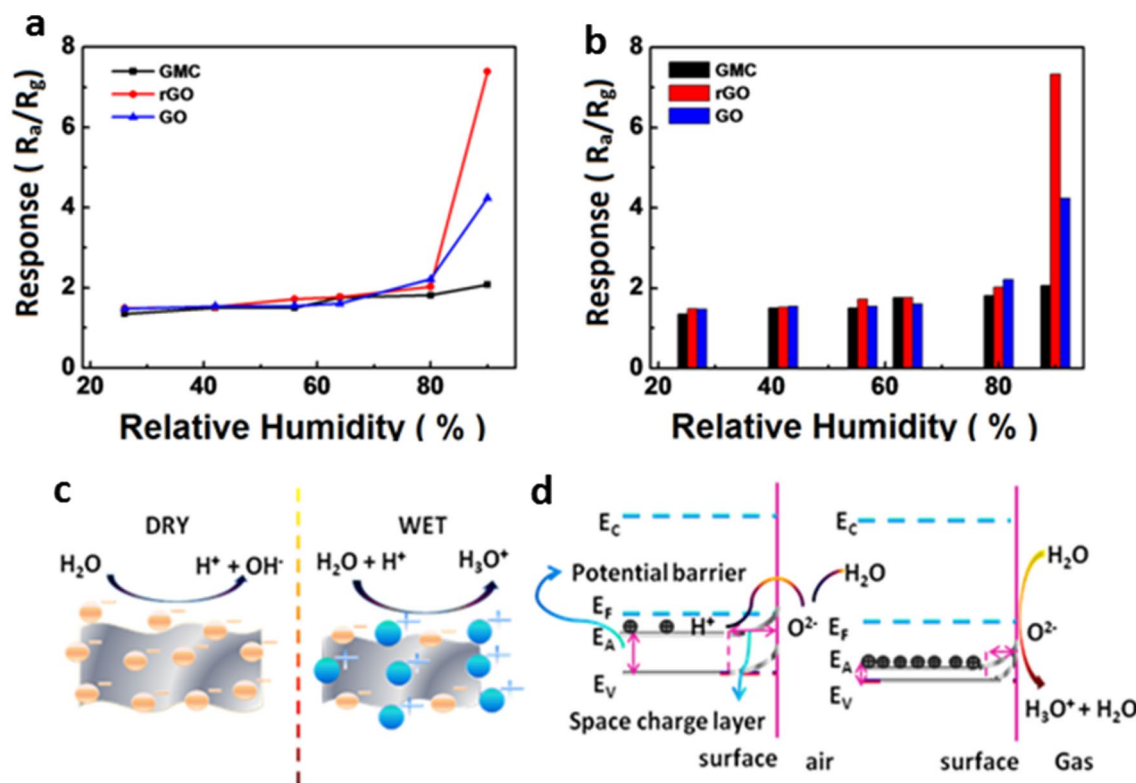 a
8
6
4
2
0
Response ( Ra/Rg)
GMC
rGO
GO
20 40 60 80
Relative Humidity ( % )
b
8
6
4
2
0
Response ( Ra/Rg)
GMC
rGO
GO
20 40 60 80
Relative Humidity ( % )
c
DRY
H2O H⁺ + OH⁻
WET
H2O + H⁺ H3O⁺
d
EC
Potential barrier
H2O
EF
H⁺ O²⁻
EA
EV
Space charge layer
surface air
EC
H2O
EF
O²⁻
EA
EV
H3O⁺ + H2O
surface Gas